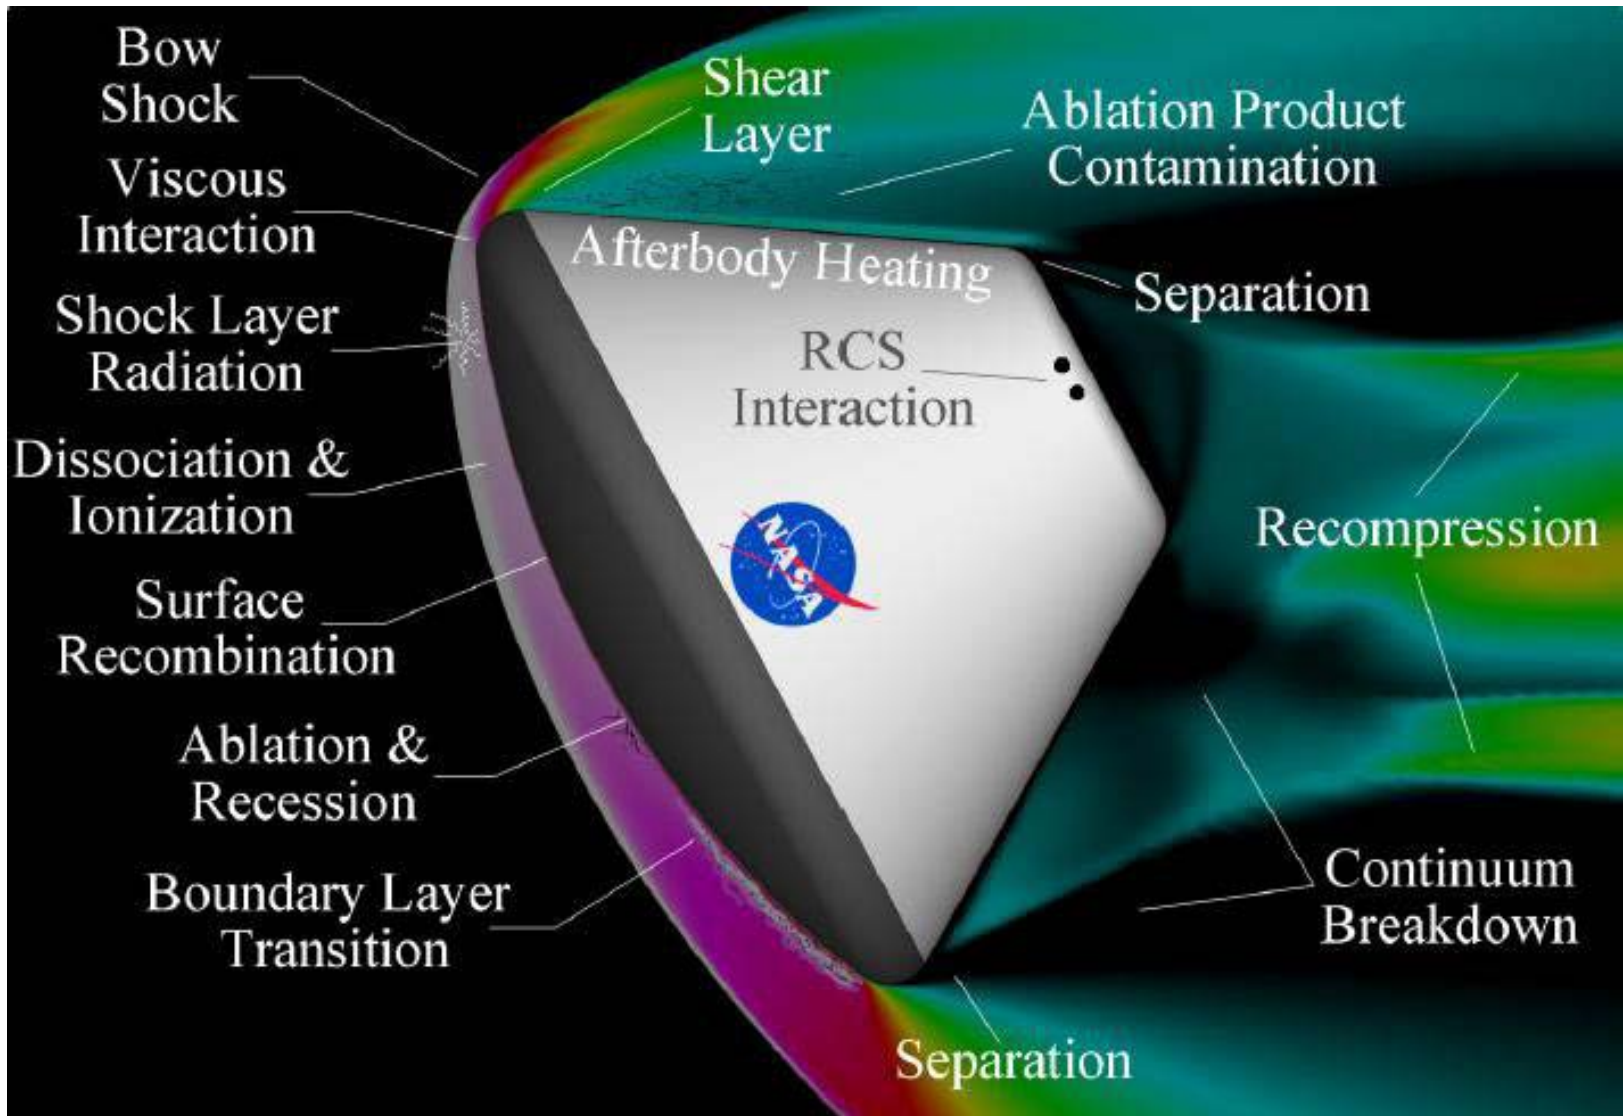 Bow
Shock
Viscous
Interaction
Shock Layer
Radiation
Dissociation &
Ionization
Surface
Recombination
Ablation &
Recession
Boundary Layer
Transition
Shear
Layer
Ablation Product
Contamination
Afterbody Heating
Separation
RCS
Interaction
NASA
Recompression
Continuum
Breakdown
Separation